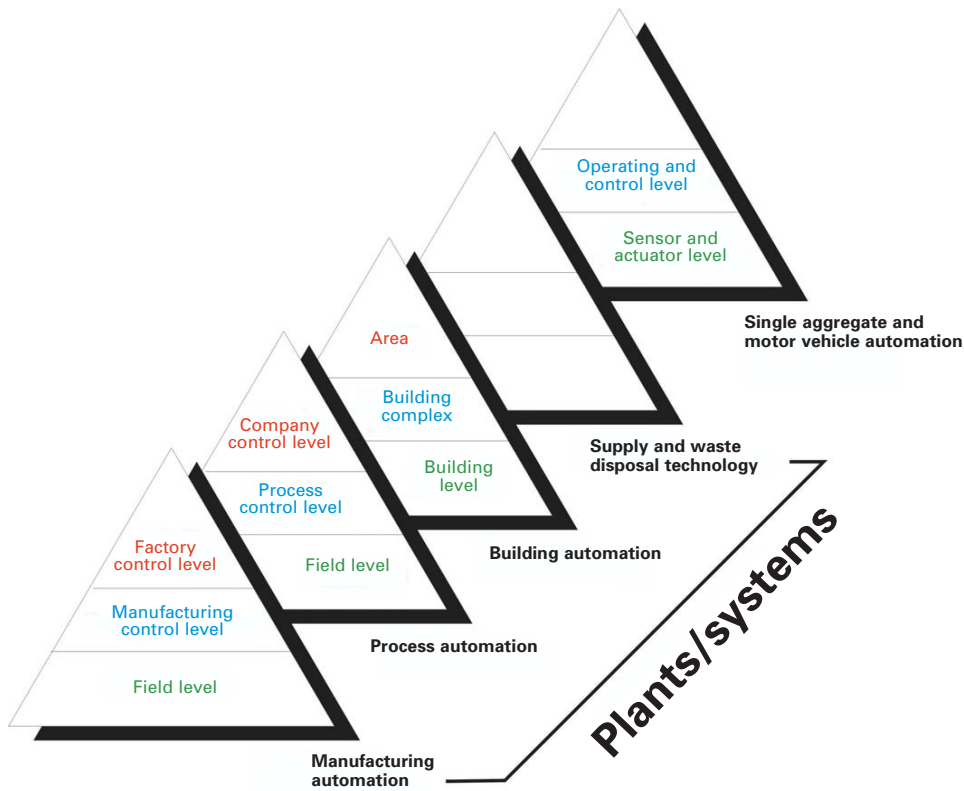 Operating and
control level
Sensor and
actuator level
Single aggregate and
motor vehicle automation
Supply and waste
disposal technology
Area
Building
complex
Building
level
Building automation
Company
control level
Process
control level
Field level
Process automation
Factory
control level
Manufacturing
control level
Field level
Manufacturing
automation
Plants/systems